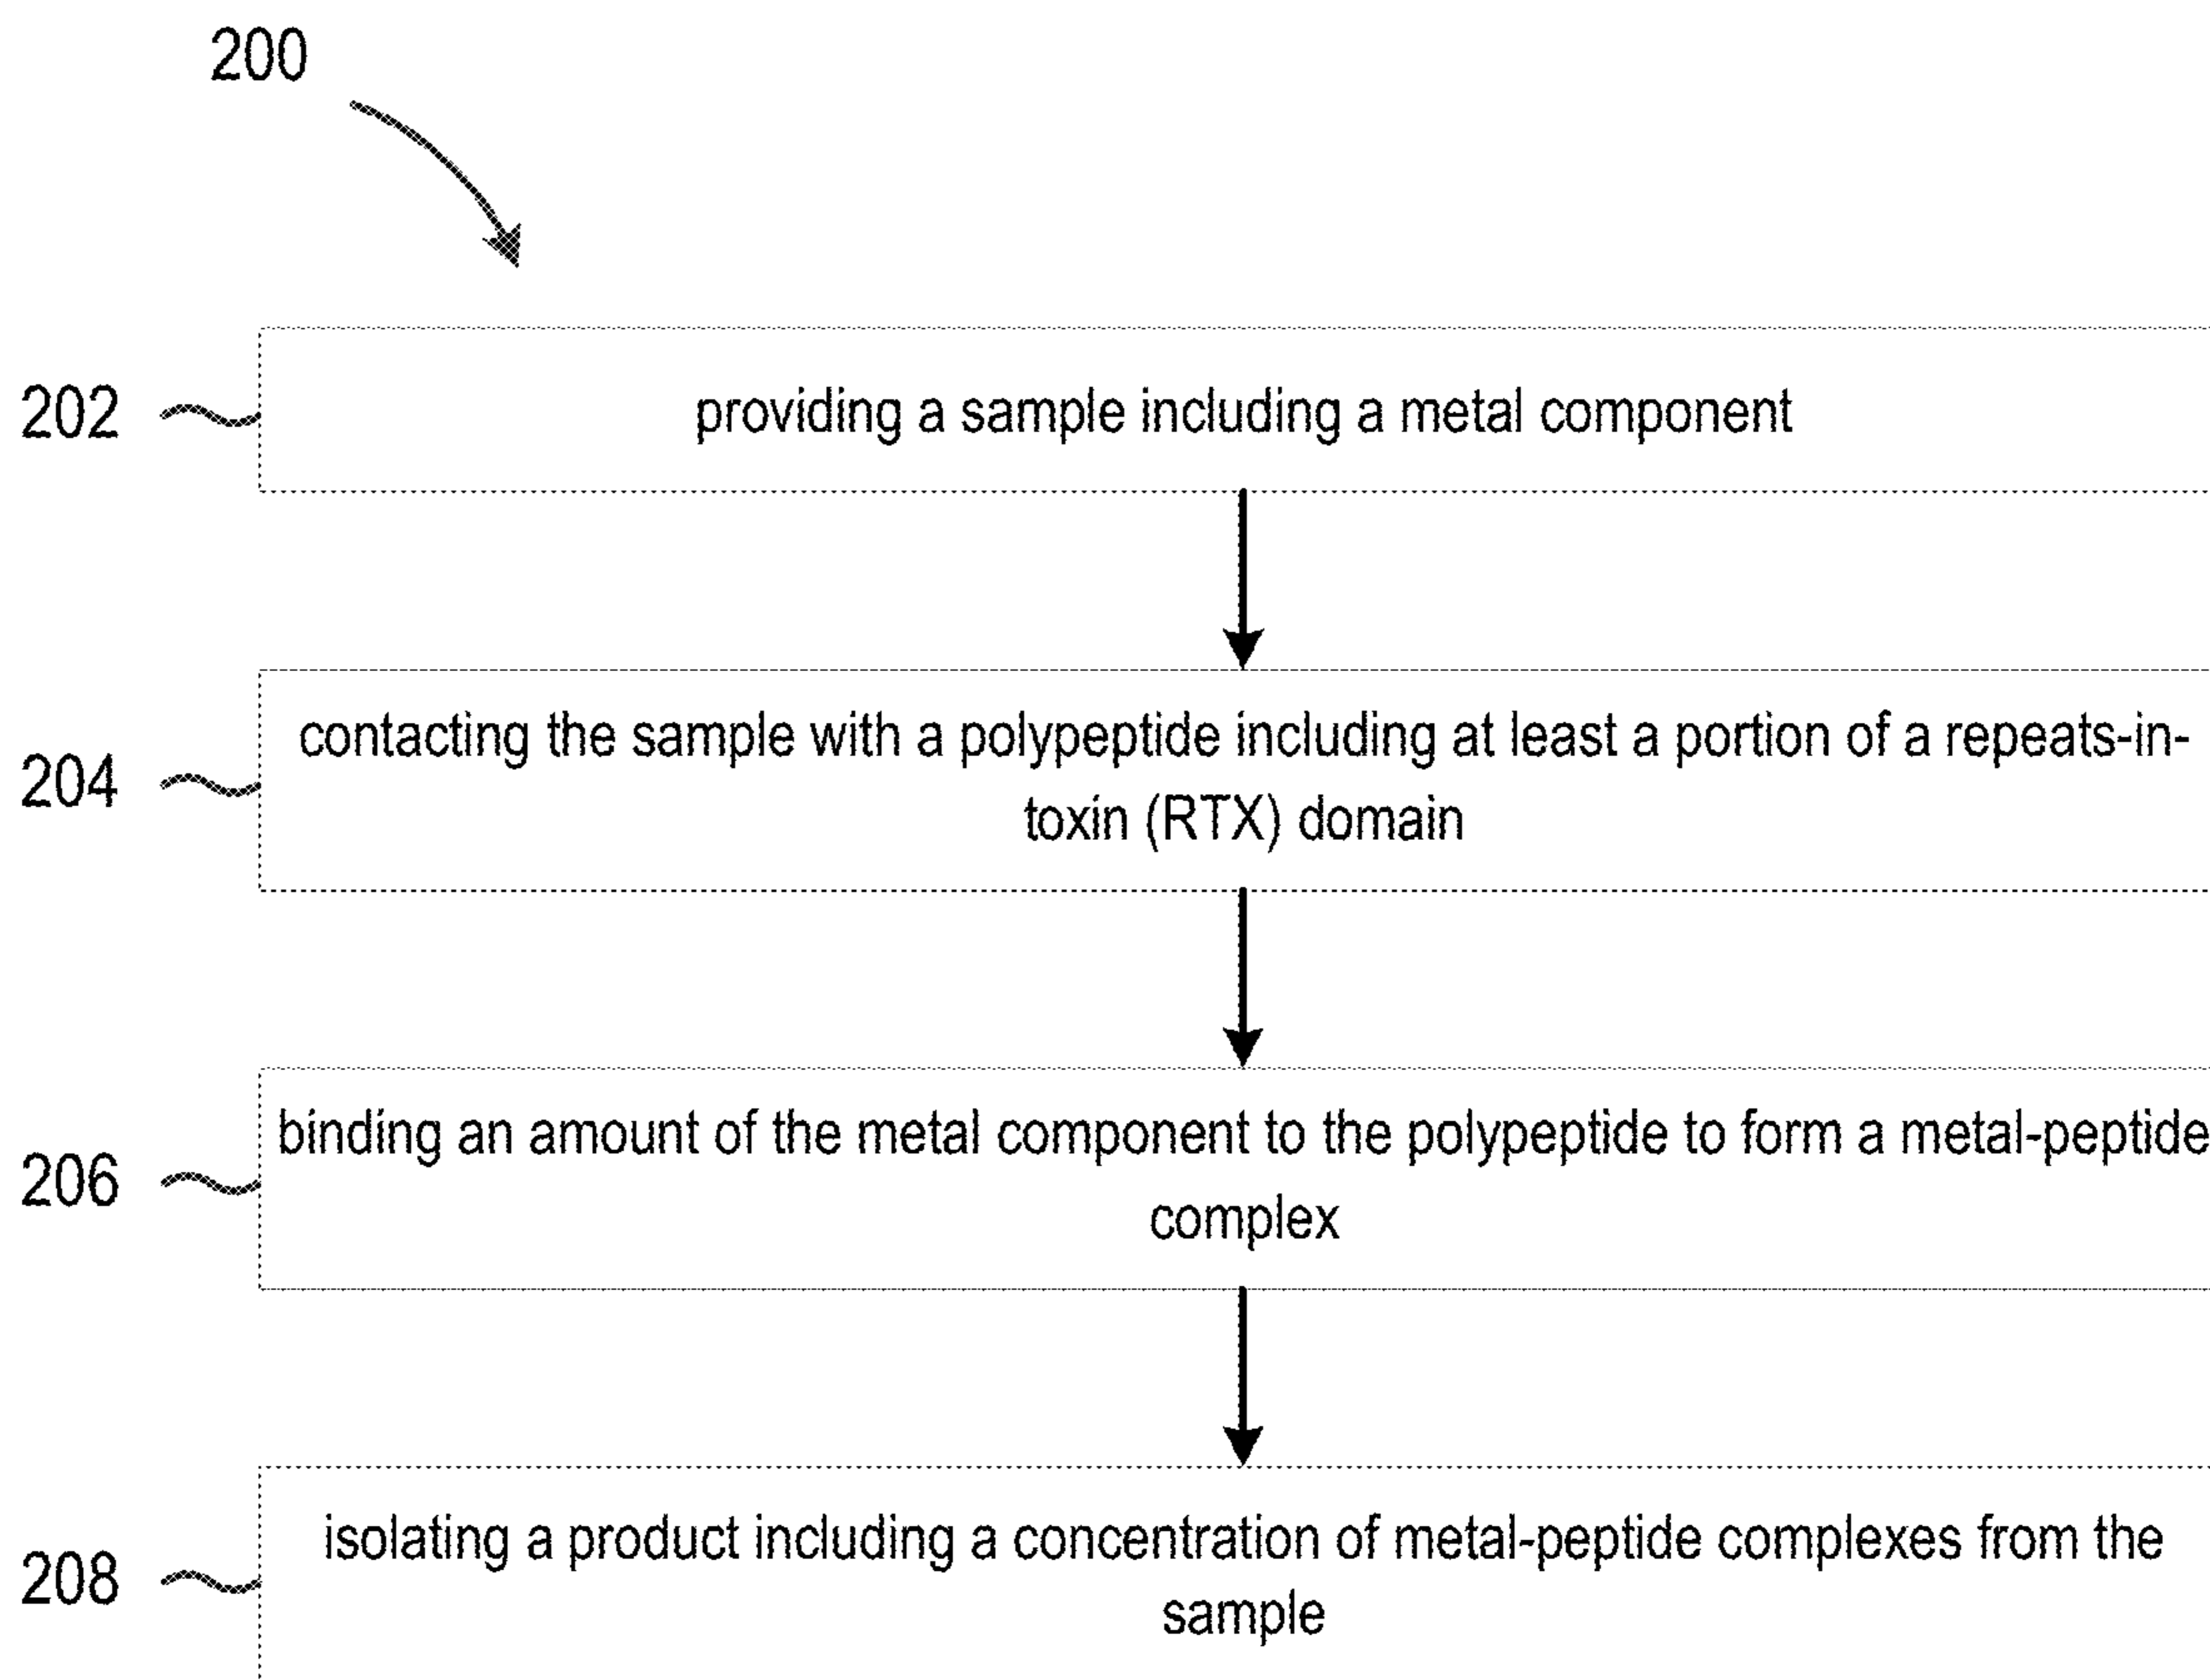 200
202
providing a sample including a metal component
204
contacting the sample with a polypeptide including at least a portion of a repeats-in-
toxin (RTX) domain
206
binding an amount of the metal component to the polypeptide to form a metal-peptide
complex
208
isolating a product including a concentration of metal-peptide complexes from the
sample